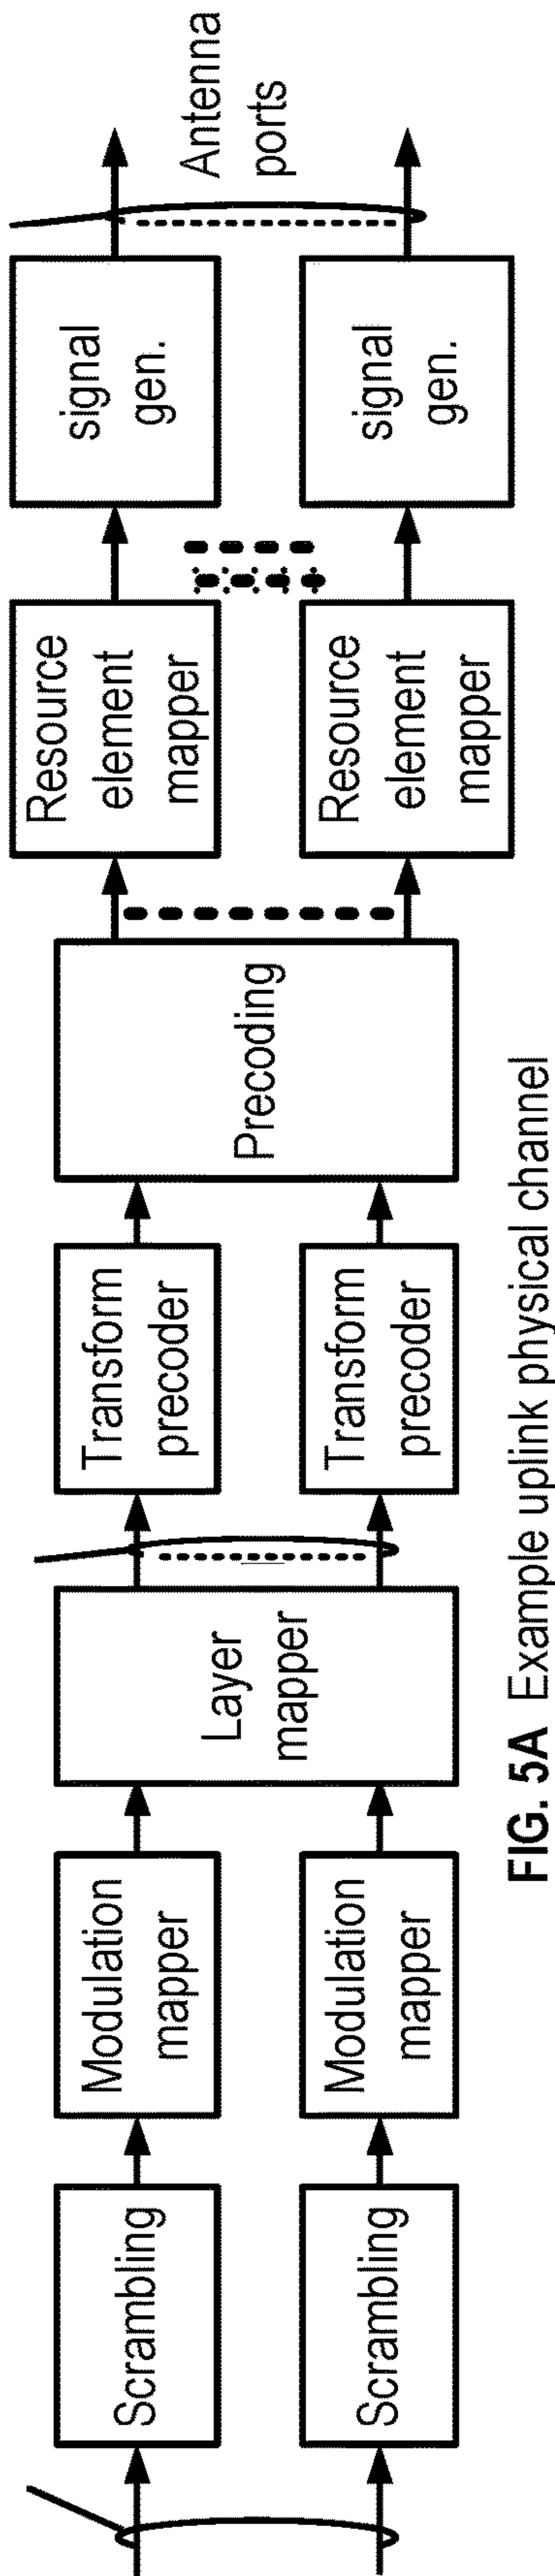 Scrambling
Scrambling
Modulation
mapper
Modulation
mapper
Layer
mapper
Transform
precoder
Transform
precoder
Precoding
Resource
element
mapper
Resource
element
mapper
signal
gen.
signal
gen.
Antenna
ports
FIG. 5A Example uplink physical channel